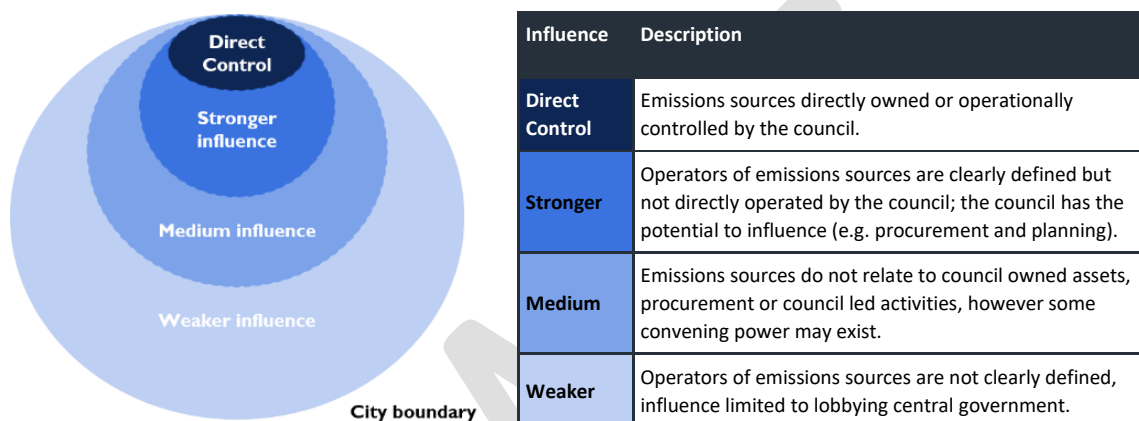 Direct
Control
Stronger
influence
Medium influence
Weaker influence
City boundary
Influence Description
Direct
Control
Emissions sources directly owned or operationally
controlled by the council.
Stronger
Operators of emissions sources are clearly defined but
not directly operated by the council; the council has the
potential to influence (e.g. procurement and planning).
Medium
Emissions sources do not relate to council owned assets,
procurement or council led activities, however some
convening power may exist.
Weaker
Operators of emissions sources are not clearly defined,
influence limited to lobbying central government.